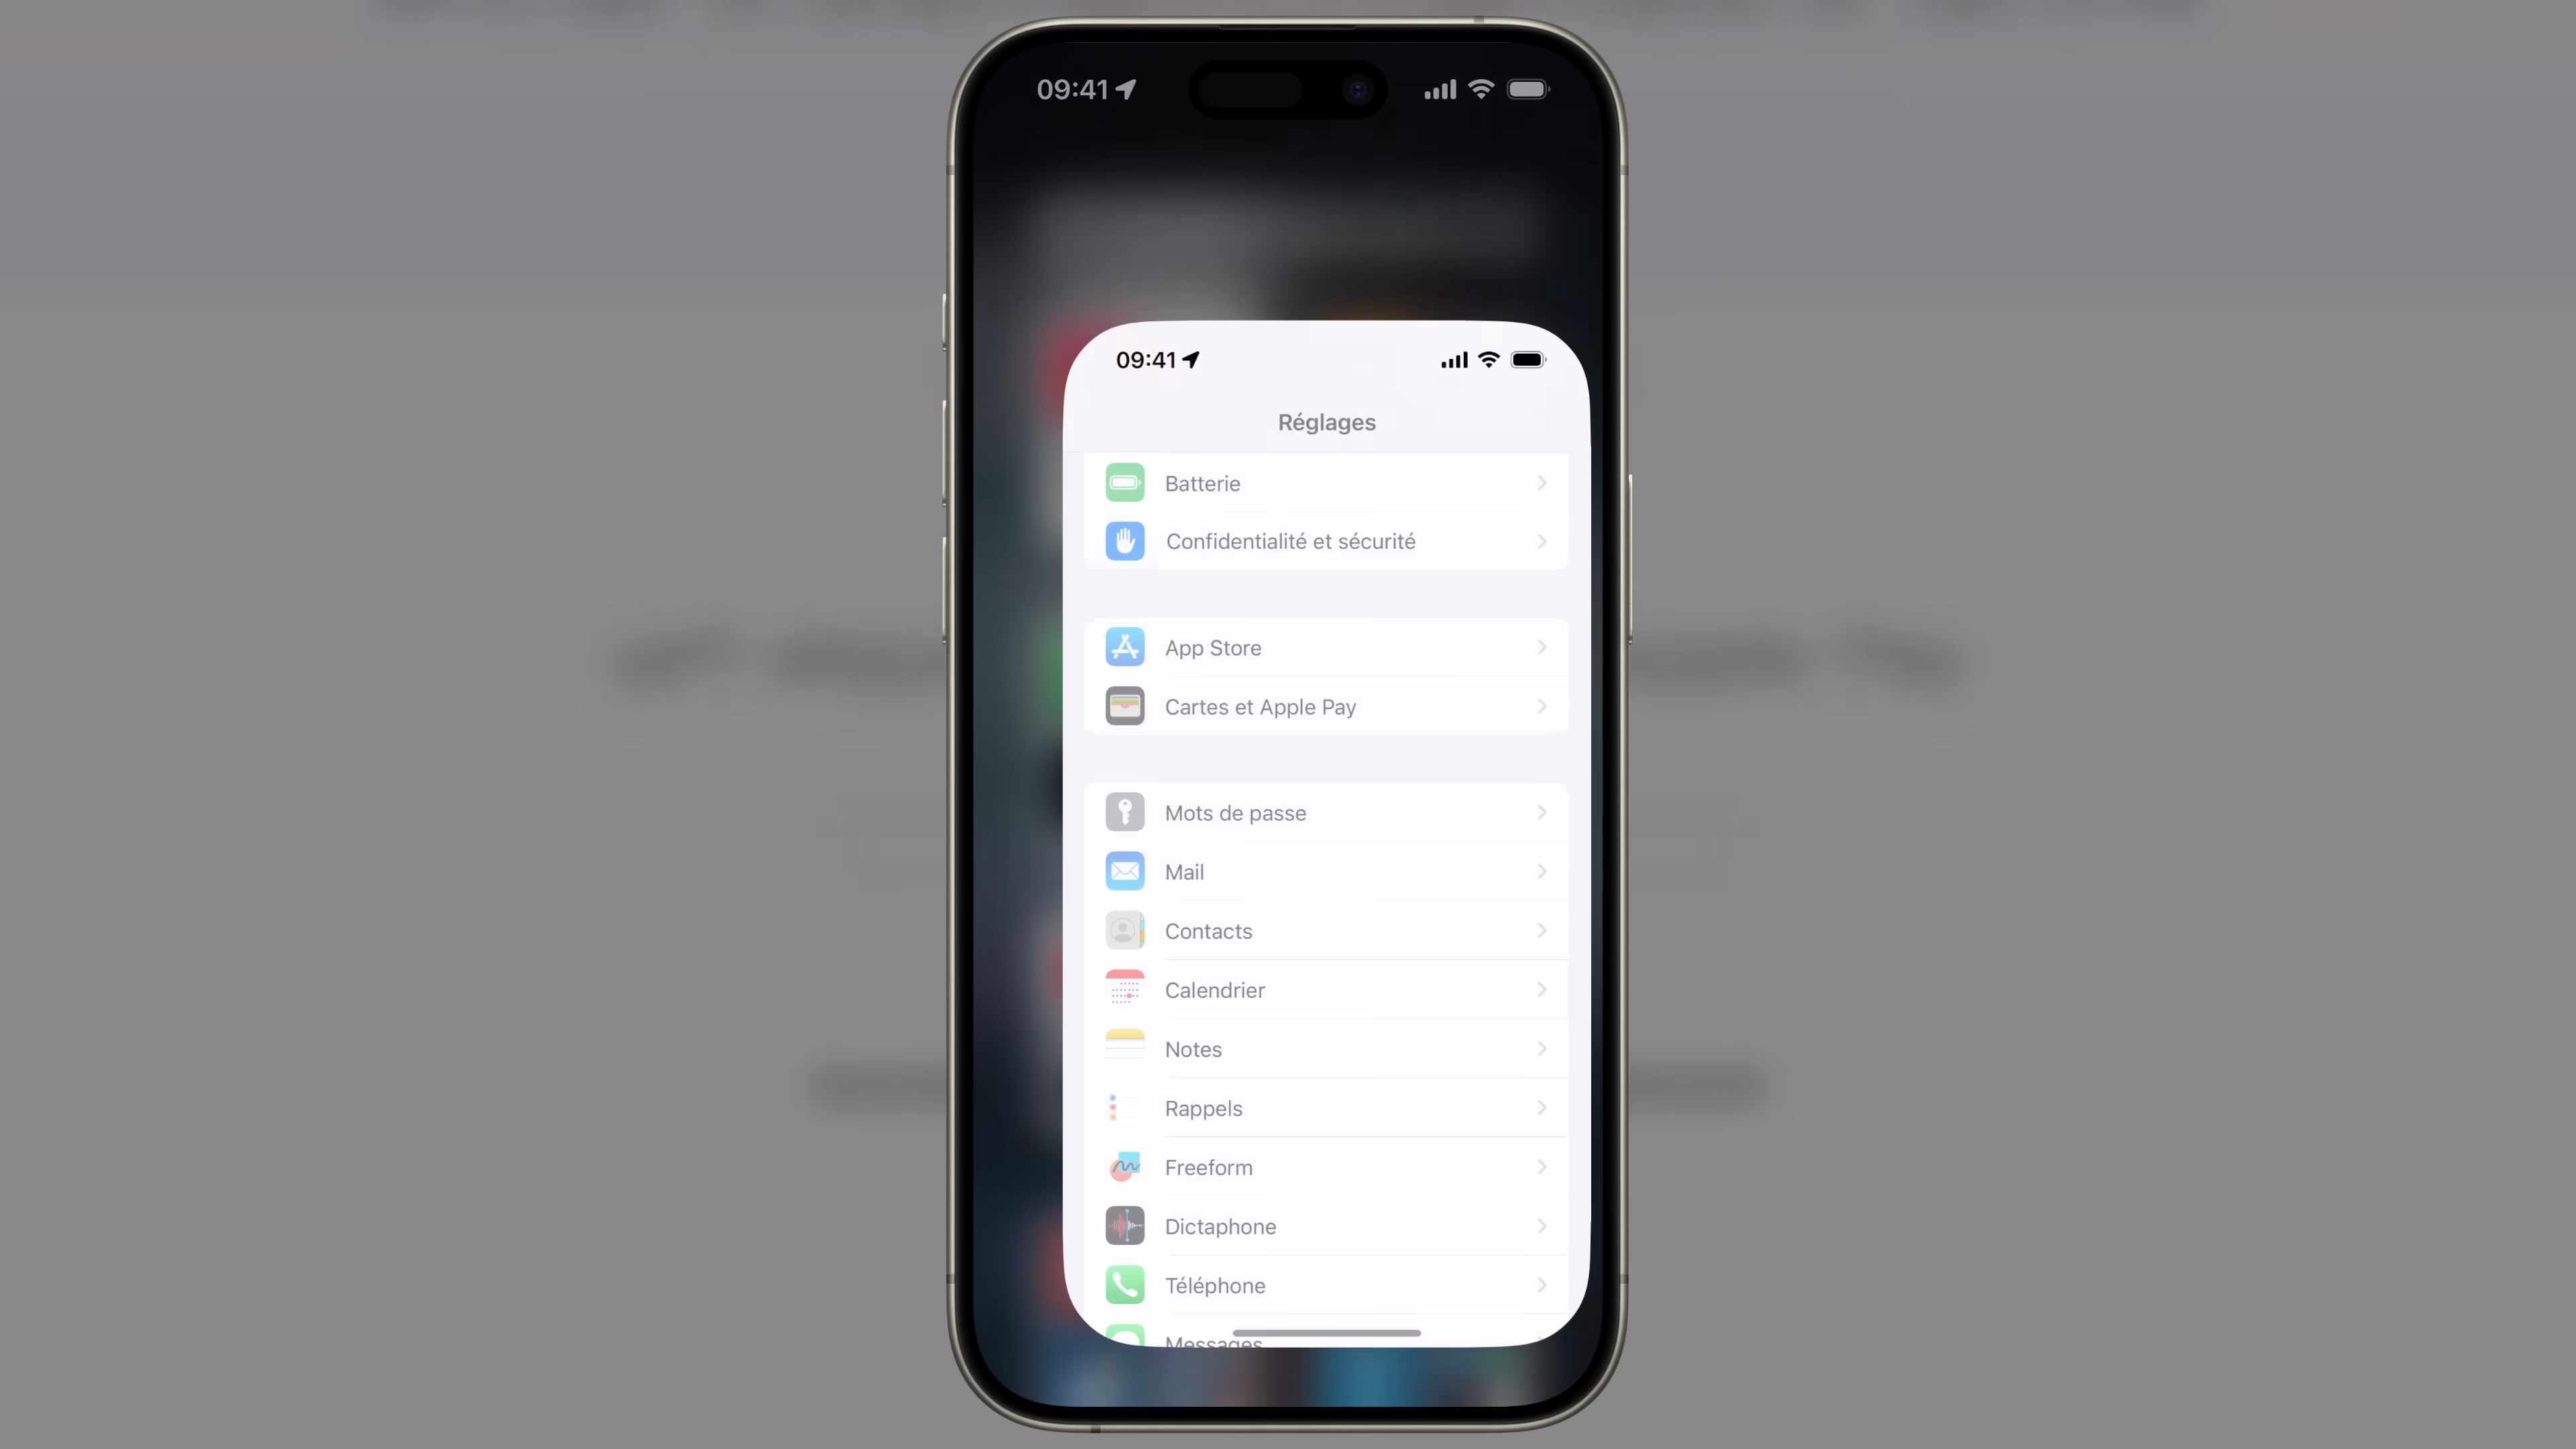 09:41
09:41
Réglages
Batterie
Confidentialité et sécurité
App Store
Cartes et Apple Pay
Mots de passe
Mail
Contacts
Calendrier
Notes
Rappels
Freeform
Dictaphone
Téléphone
Messages